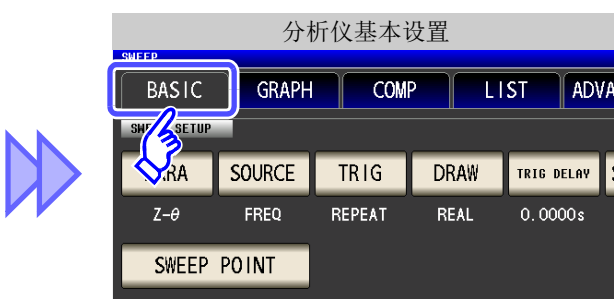 分析仪基本设置
SWEEP
BASIC GRAPH COMP LIST
SETUP
SOURCE TRIG DRAW TRIG DELAY
Z-θ FREQ REPEAT REAL 0.0000s
SWEEP POINT